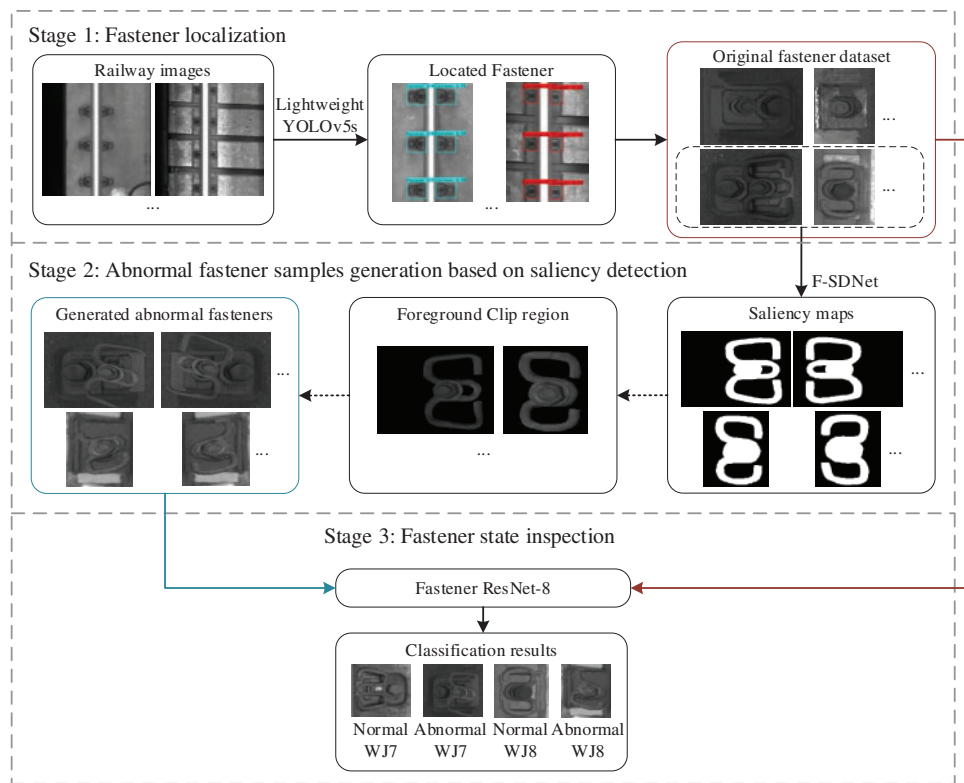 Stage 1: Fastener localization
Railway images
Lightweight
YOLOv5s
Located Fastener
Original fastener dataset
...
...
...
...
...
Stage 2: Abnormal fastener samples generation based on saliency detection
F-SDNet
Generated abnormal fasteners
Foreground Clip region
Saliency maps
...
...
...
...
...
Stage 3: Fastener state inspection
Fastener ResNet-8
Classification results
Normal Abnormal Normal Abnormal
WJ7 WJ7 WJ8 WJ8